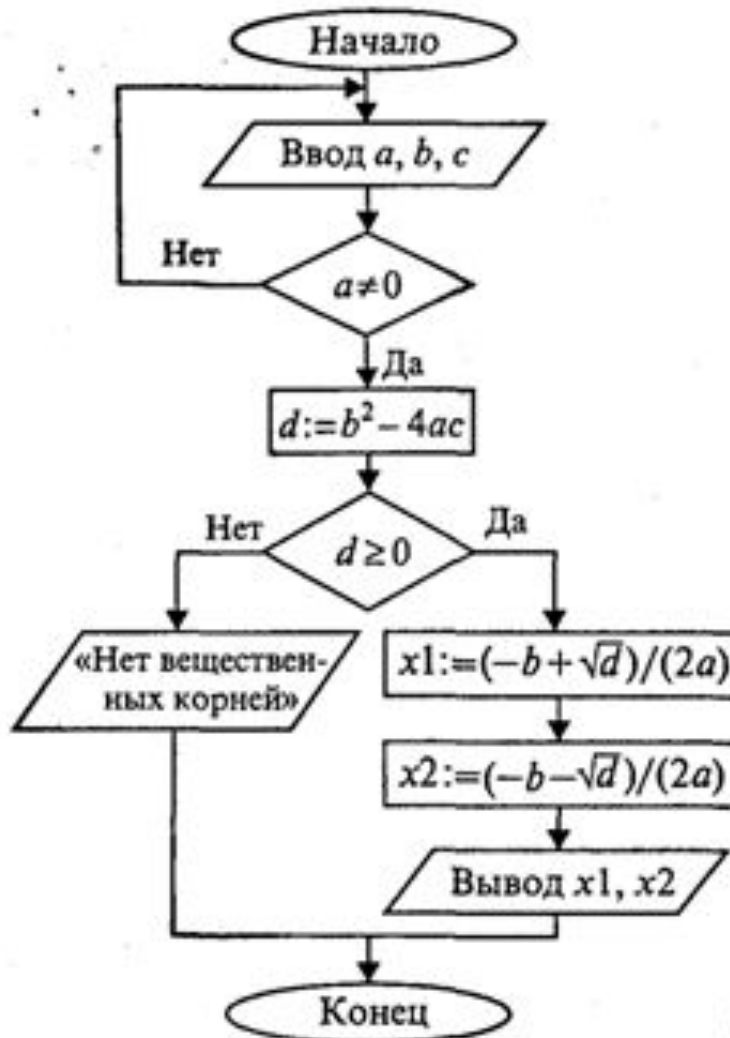 Начало
Ввод a, b, c
Нет
a≠0
Да
d:=b² − 4ac
Нет
Да
d ≥ 0
«Нет веществен-
ных корней»
x1:=(−b+√d)/(2a)
x2:=(−b−√d)/(2a)
Вывод x1, x2
Конец